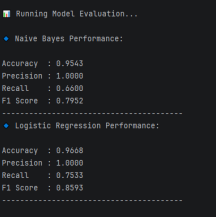 📊 Running Model Evaluation...
🔹 Naive Bayes Performance:
Accuracy  : 0.9543
Precision : 1.0000
Recall    : 0.6600
F1 Score  : 0.7952
----------------------------------------
🔹 Logistic Regression Performance:
Accuracy  : 0.9668
Precision : 1.0000
Recall    : 0.7533
F1 Score  : 0.8593
----------------------------------------